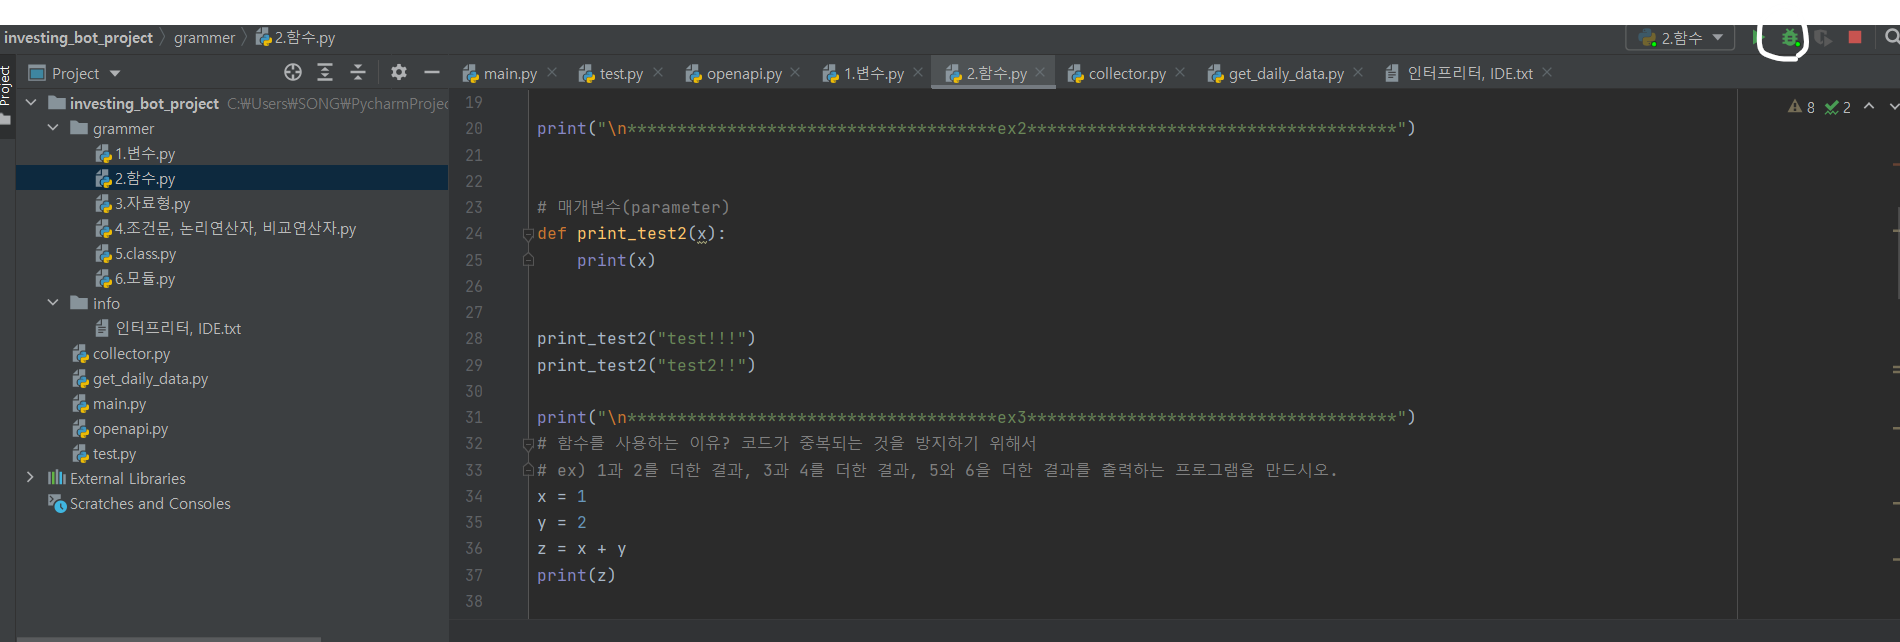 investing_bot_project grammer 2.함수.py
2.함수
Project
Project
main.py test.py openapi.py 1.변수.py 2.함수.py collector.py get_daily_data.py 인터프리터, IDE.txt
investing_bot_project C:₩Users₩SONG₩PycharmProjec
grammer
1.변수.py
2.함수.py
3.자료형.py
4.조건문, 논리연산자, 비교연산자.py
5.class.py
6.모듈.py
info
인터프리터, IDE.txt
collector.py
get_daily_data.py
main.py
openapi.py
test.py
External Libraries
Scratches and Consoles
8 2
19
20 print("\n*************************************ex2*************************************")
21
22
23 # 매개변수(parameter)
24 def print_test2(x):
25 print(x)
26
27
28 print_test2("test!!!")
29 print_test2("test2!!")
30
31 print("\n*************************************ex3*************************************")
32 # 함수를 사용하는 이유? 코드가 중복되는 것을 방지하기 위해서
33 # ex) 1과 2를 더한 결과, 3과 4를 더한 결과, 5와 6을 더한 결과를 출력하는 프로그램을 만드시오.
34 x = 1
35 y = 2
36 z = x + y
37 print(z)
38